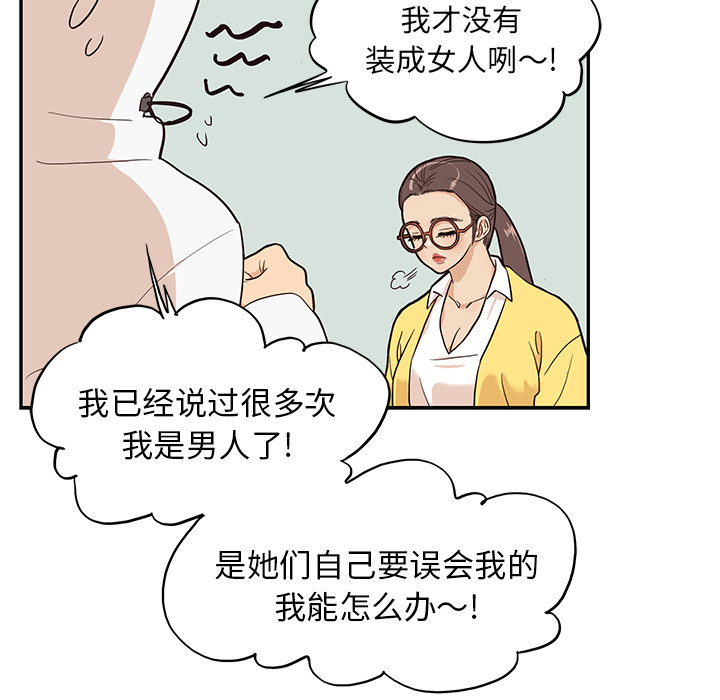 我才没有
装成女人咧～!
我已经说过很多次
我是男人了!
是她们自己要误会我的
我能怎么办～!